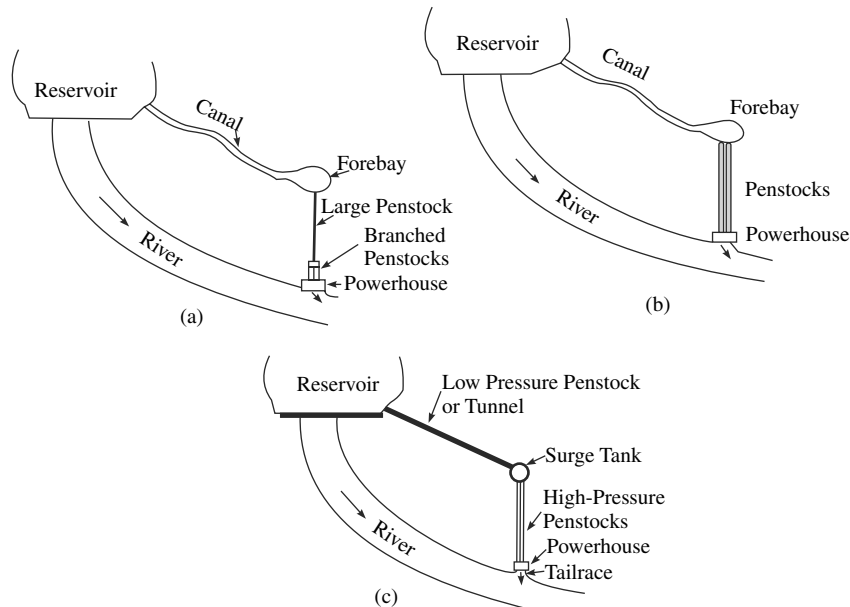 Reservoir
Canal
Forebay
Large Penstock
Branched
Penstocks
Powerhouse
River
(a)
Reservoir
Canal
Forebay
Penstocks
Powerhouse
River
(b)
Reservoir
Low Pressure Penstock
or Tunnel
Surge Tank
High-Pressure
Penstocks
Powerhouse
Tailrace
River
(c)